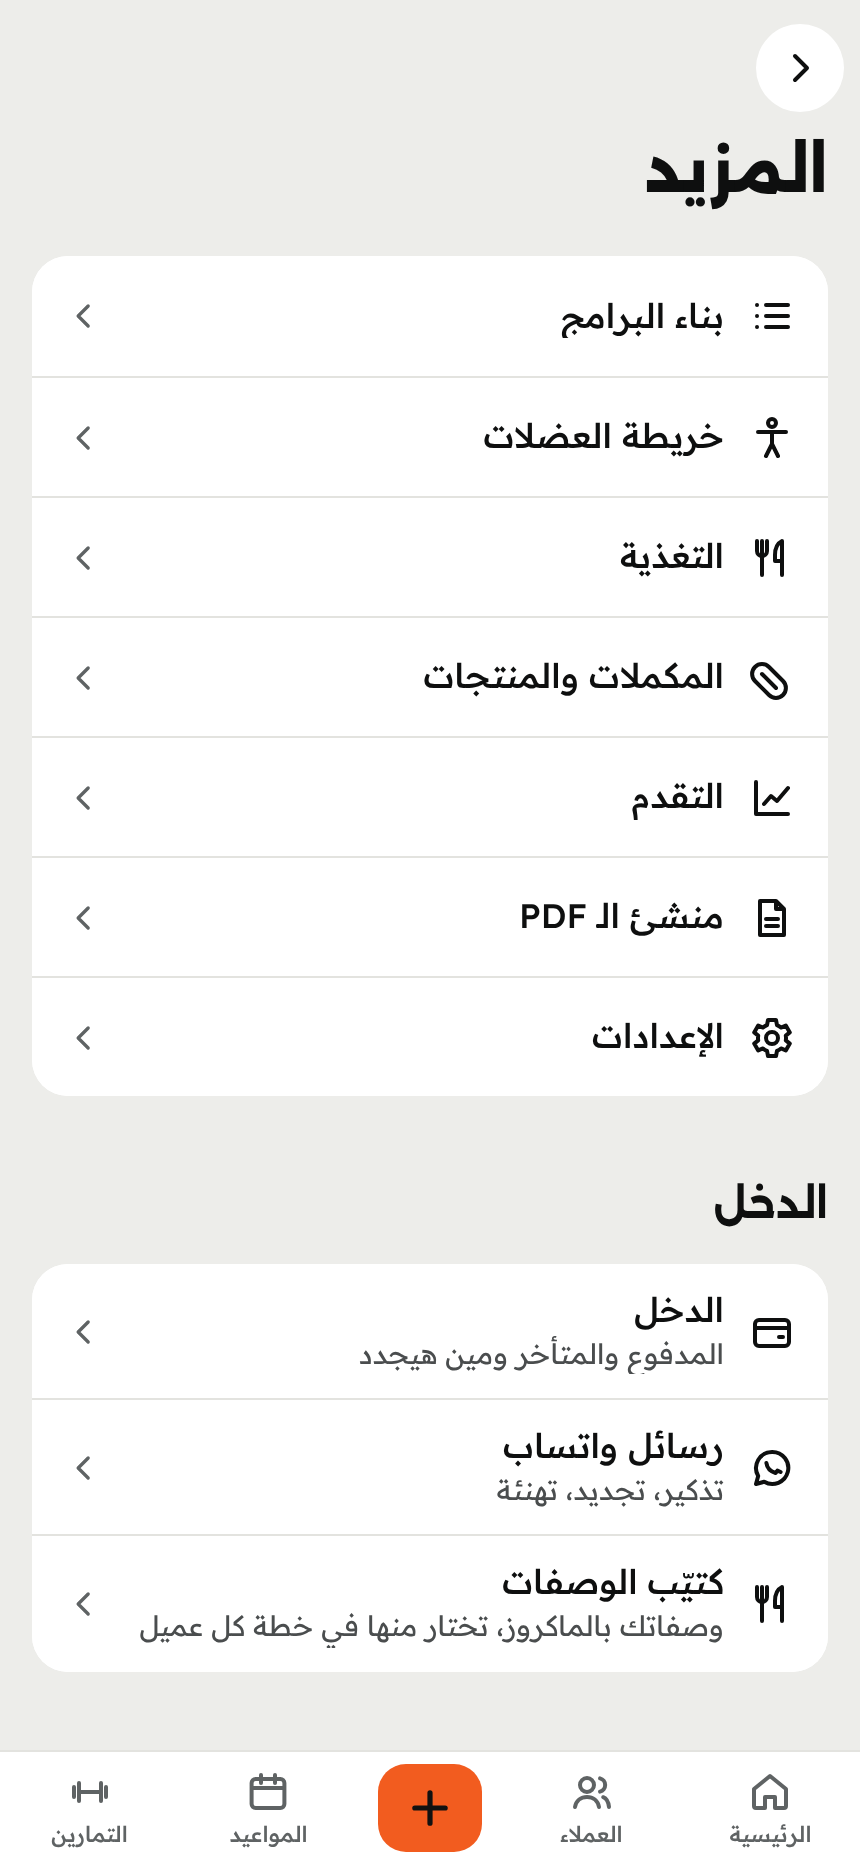 المزيد
بناء البرامج
خريطة العضلات
التغذية
المكملات والمنتجات
التقدم
منشئ الـ PDF
الإعدادات
الدخل
الدخل
المدفوع والمتأخر ومين هيجدد
رسائل واتساب
تذكير، تجديد، تهنئة
كتيّب الوصفات
وصفاتك بالماكروز، تختار منها في خطة كل عميل
الرئيسية
العملاء
المواعيد
التمارين